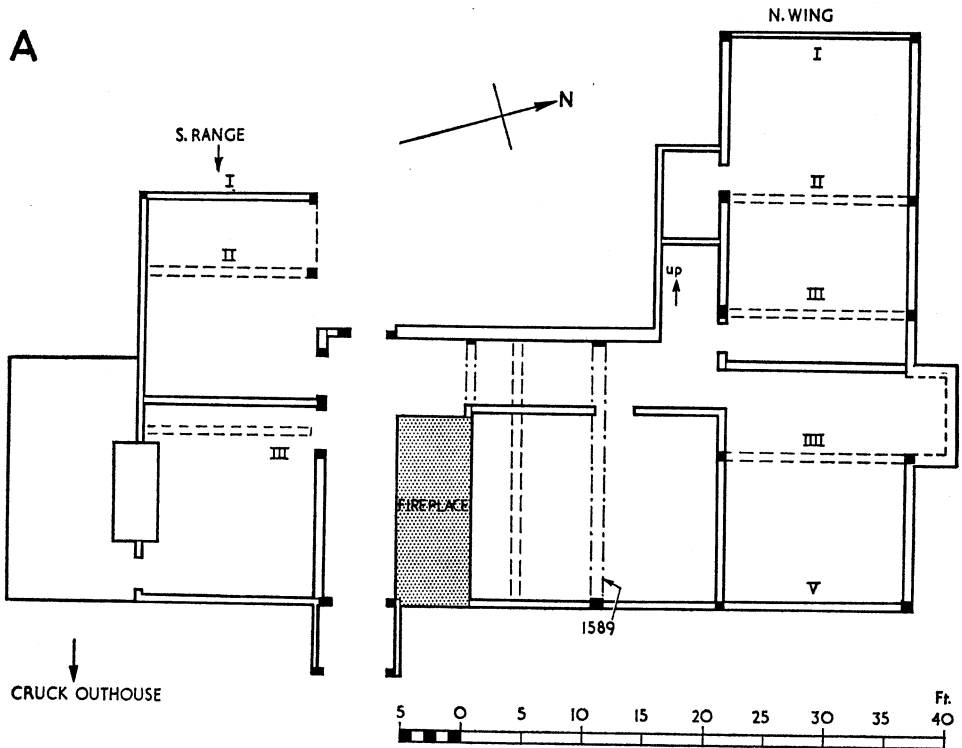 A
N. WING
I
N
S. RANGE
I
II
II
up
III
III
FIREPLACE
IIII
V
1589
CRUCK OUTHOUSE
Ft.
5 0 5 10 15 20 25 30 35 40